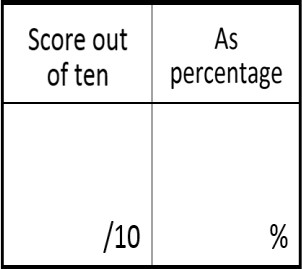 Score out
of ten
As
percentage
/10
%